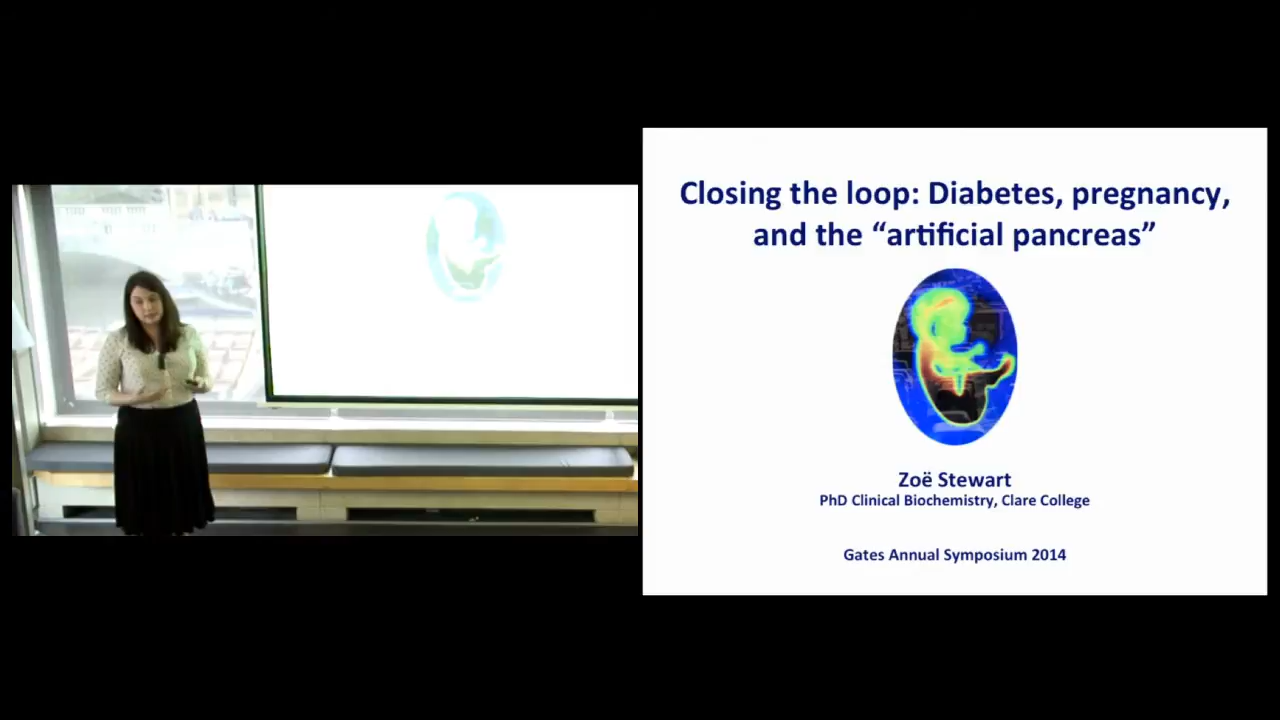 Closing the loop: Diabetes, pregnancy,
and the “artificial pancreas”
Zoë Stewart
PhD Clinical Biochemistry, Clare College
Gates Annual Symposium 2014